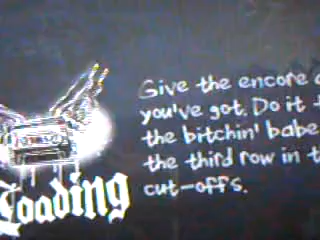 Give the encore
you've got. Do it
the bitchin' babe
the third row in
cut-offs.
Loading